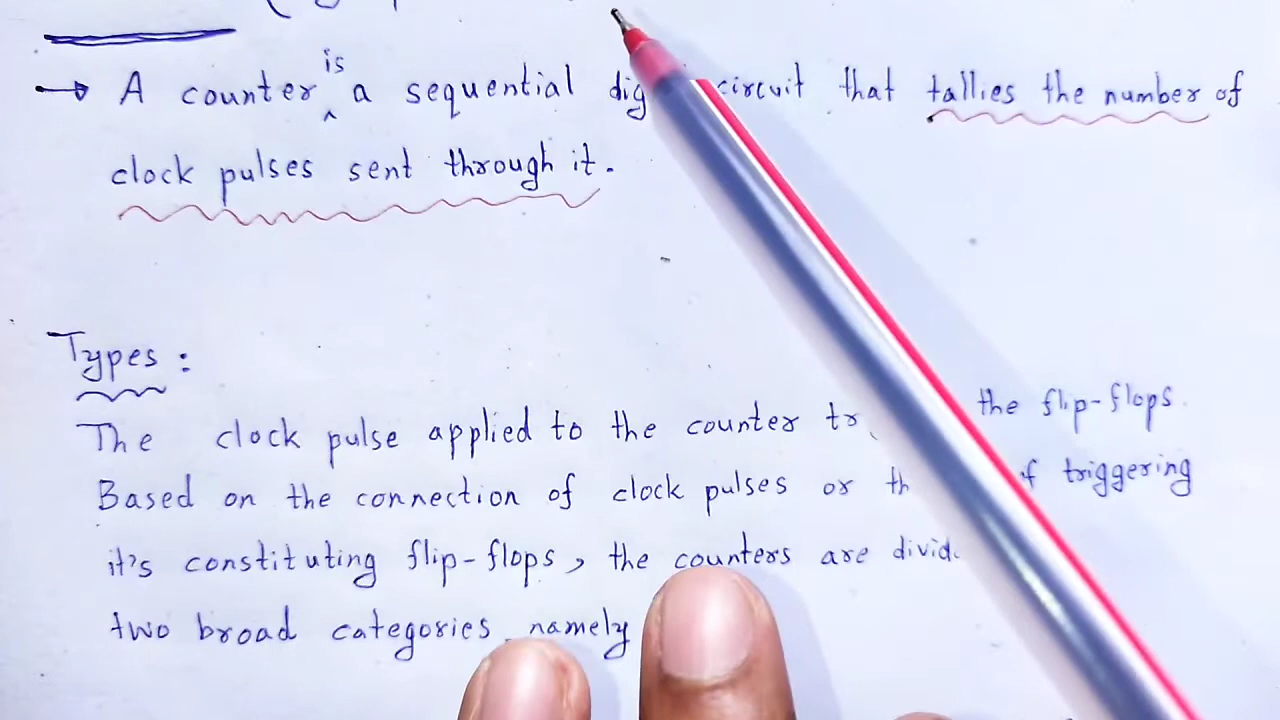 → A counter is a sequential dig circuit that tallies the number of
clock pulses sent through it.
Types :
The clock pulse applied to the counter tr the flip-flops.
Based on the connection of clock pulses or th of triggering
it's constituting flip-flops, the counters are divid
two broad categories namely